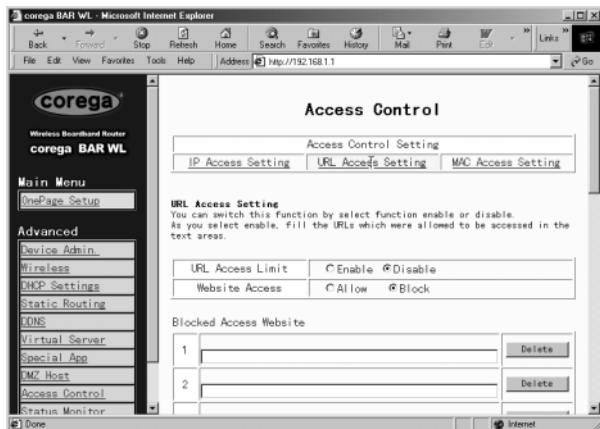 corega BAR WL - Microsoft Internet Explorer
Back Forward Stop Refresh Home Search Favorites History Mail Print Edit Links
File Edit View Favorites Tools Help Address http://192.168.1.1 Go
corega
Wireless Boardband Router
corega BAR WL
Main Menu
OnePage Setup
Advanced
Device Admin.
Wireless
DHCP Settings
Static Routing
DDNS
Virtual Server
Special App
DMZ Host
Access Control
Status Monitor
Access Control
Access Control Setting
IP Access Setting URL Access Setting MAC Access Setting
URL Access Setting
You can switch this function by select function enable or disable.
As you select enable, fill the URLs which were allowed to be accessed in the
text areas.
URL Access Limit Enable Disable
Website Access Allow Block
Blocked Access Website
1 Delete
2 Delete
Done Internet